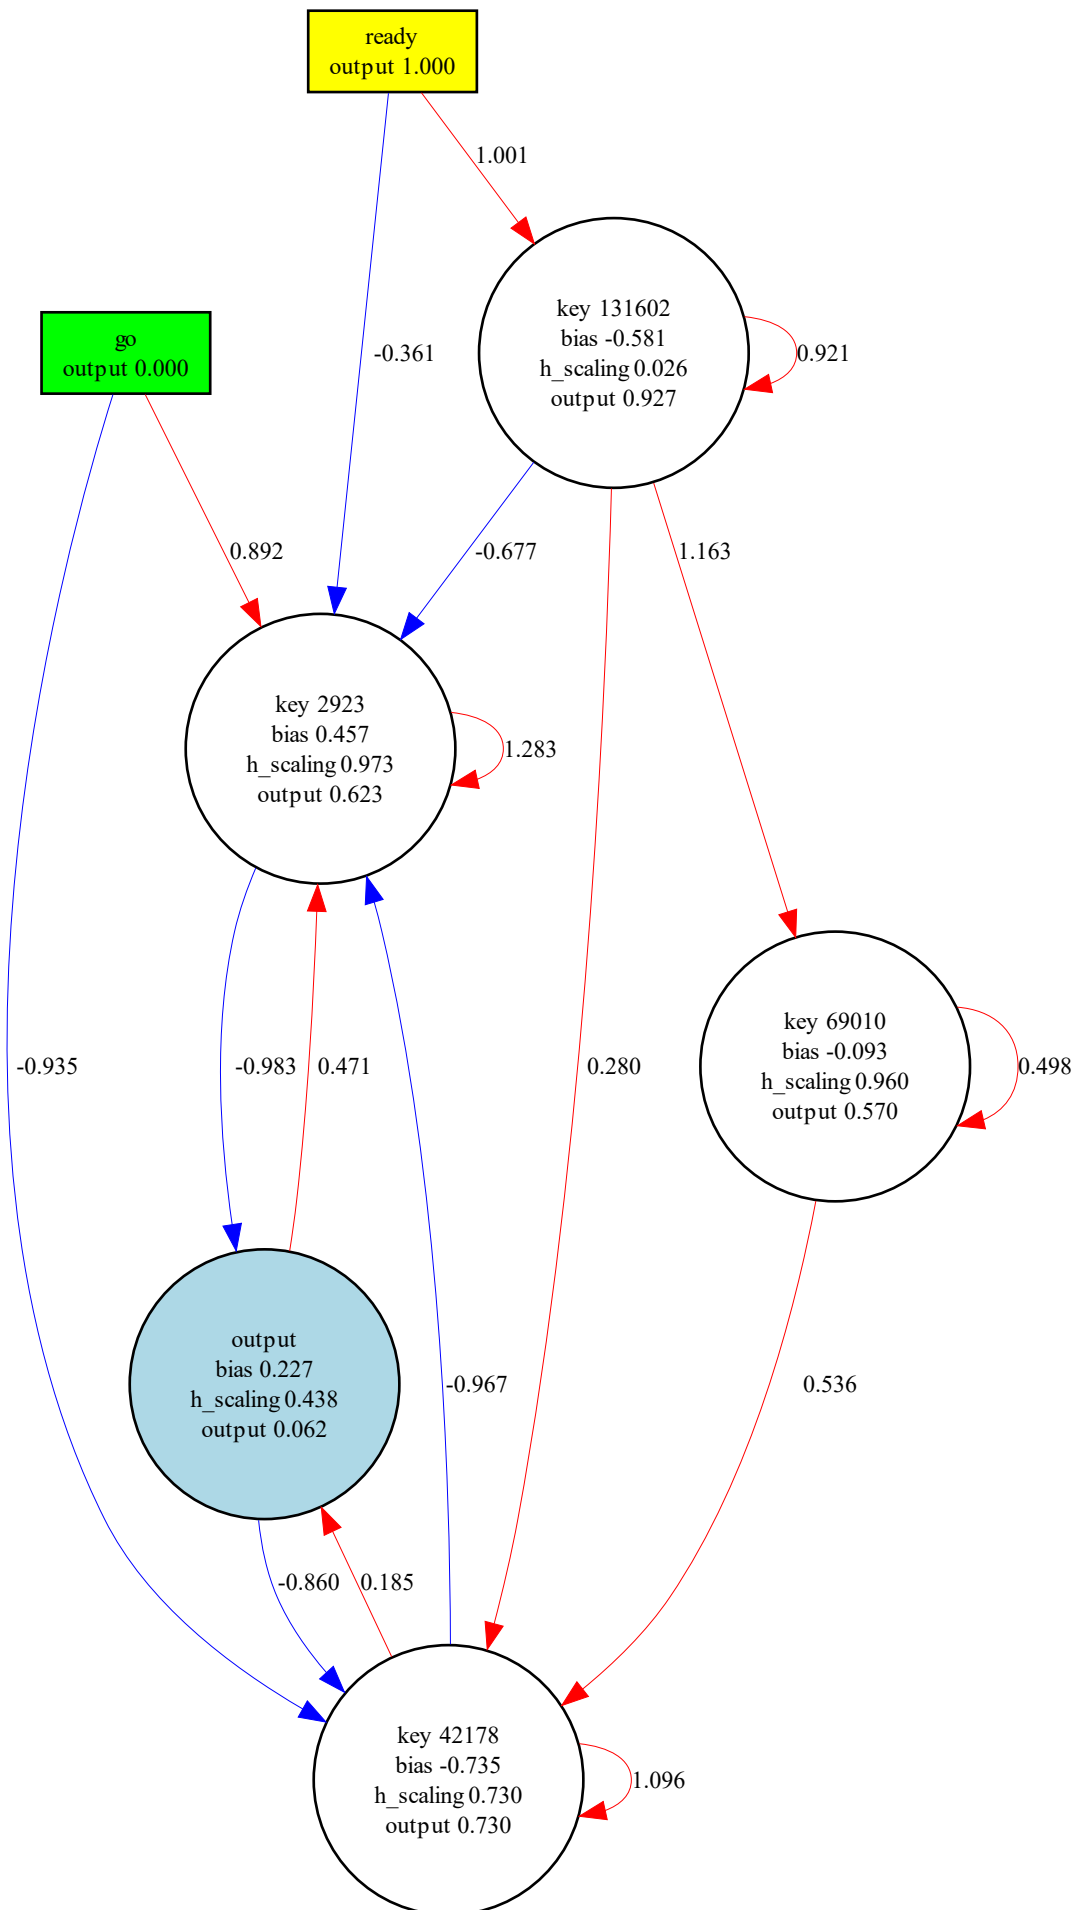 ready
output 1.000
1.001
key 131602
bias -0.581
h_scaling 0.026
output 0.927
go
output 0.000
-0.361
0.921
0.892
-0.677
1.163
key 2923
bias 0.457
h_scaling 0.973
output 0.623
1.283
key 69010
bias -0.093
h_scaling 0.960
output 0.570
-0.935
-0.983
0.471
0.280
0.498
output
bias 0.227
h_scaling 0.438
output 0.062
-0.967
0.536
-0.860
0.185
key 42178
bias -0.735
h_scaling 0.730
output 0.730
1.096